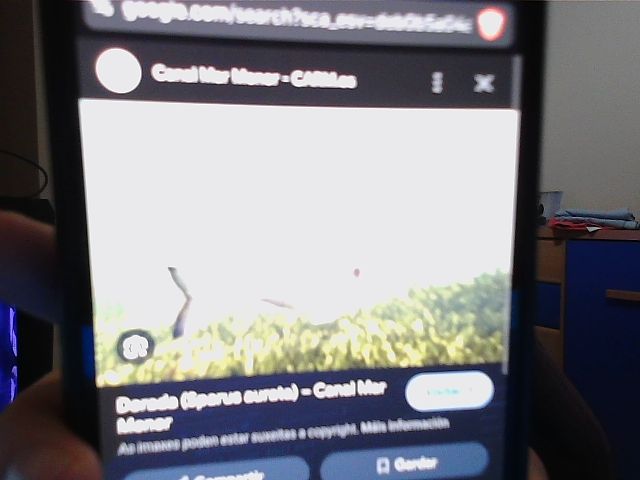 google.com/search?sca_esv=
Canal Mar Menor - CARM.es
Dorada (Sparus aurata) – Canal Mar
Menor
As imaxes poden estar suxeitas a copyright. Máis información
Compartir
Gardar